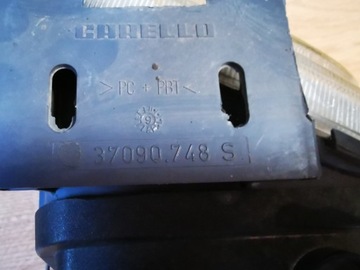 CARELLO
>PC + PBT<
37090.748 S